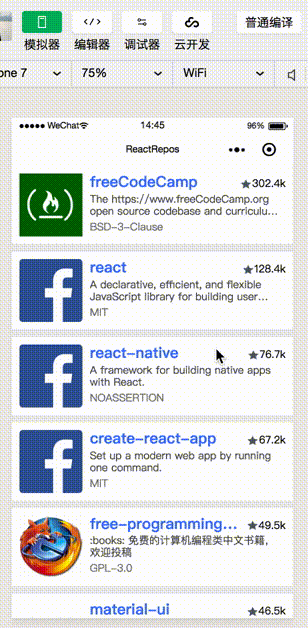 模拟器 编辑器 调试器 云开发 普通编译
one 7 75% WiFi
WeChat 14:45 96%
ReactRepos
freeCodeCamp ★302.4k
The https://www.freeCodeCamp.org
open source codebase and curriculu...
BSD-3-Clause
react ★128.4k
A declarative, efficient, and flexible
JavaScript library for building user...
MIT
react-native ★76.7k
A framework for building native apps
with React.
NOASSERTION
create-react-app ★67.2k
Set up a modern web app by running
one command.
MIT
free-programming... ★49.5k
:books: 免费的计算机编程类中文书籍，
欢迎投稿
GPL-3.0
material-ui ★46.5k